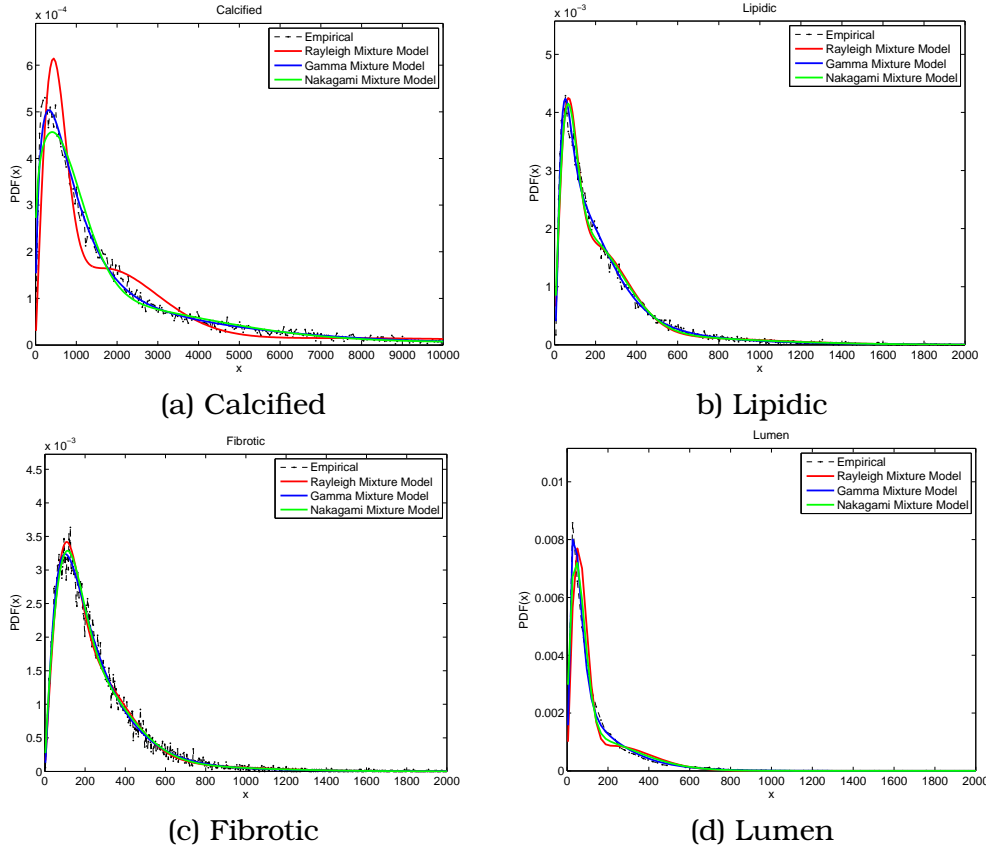 Calcified
x 10⁻⁴
Empirical
Rayleigh Mixture Model
Gamma Mixture Model
Nakagami Mixture Model
6
5
4
3
2
1
0
PDF(x)
0 1000 2000 3000 4000 5000 6000 7000 8000 9000 10000
x
(a) Calcified
Lipidic
x 10⁻³
Empirical
Rayleigh Mixture Model
Gamma Mixture Model
Nakagami Mixture Model
5
4
3
2
1
0
PDF(x)
0 200 400 600 800 1000 1200 1400 1600 1800 2000
x
b) Lipidic
Fibrotic
x 10⁻³
Empirical
Rayleigh Mixture Model
Gamma Mixture Model
Nakagami Mixture Model
4.5
4
3.5
3
2.5
2
1.5
1
0.5
0
PDF(x)
0 200 400 600 800 1000 1200 1400 1600 1800 2000
x
(c) Fibrotic
Lumen
Empirical
Rayleigh Mixture Model
Gamma Mixture Model
Nakagami Mixture Model
0.01
0.008
0.006
0.004
0.002
0
PDF(x)
0 200 400 600 800 1000 1200 1400 1600 1800 2000
x
(d) Lumen